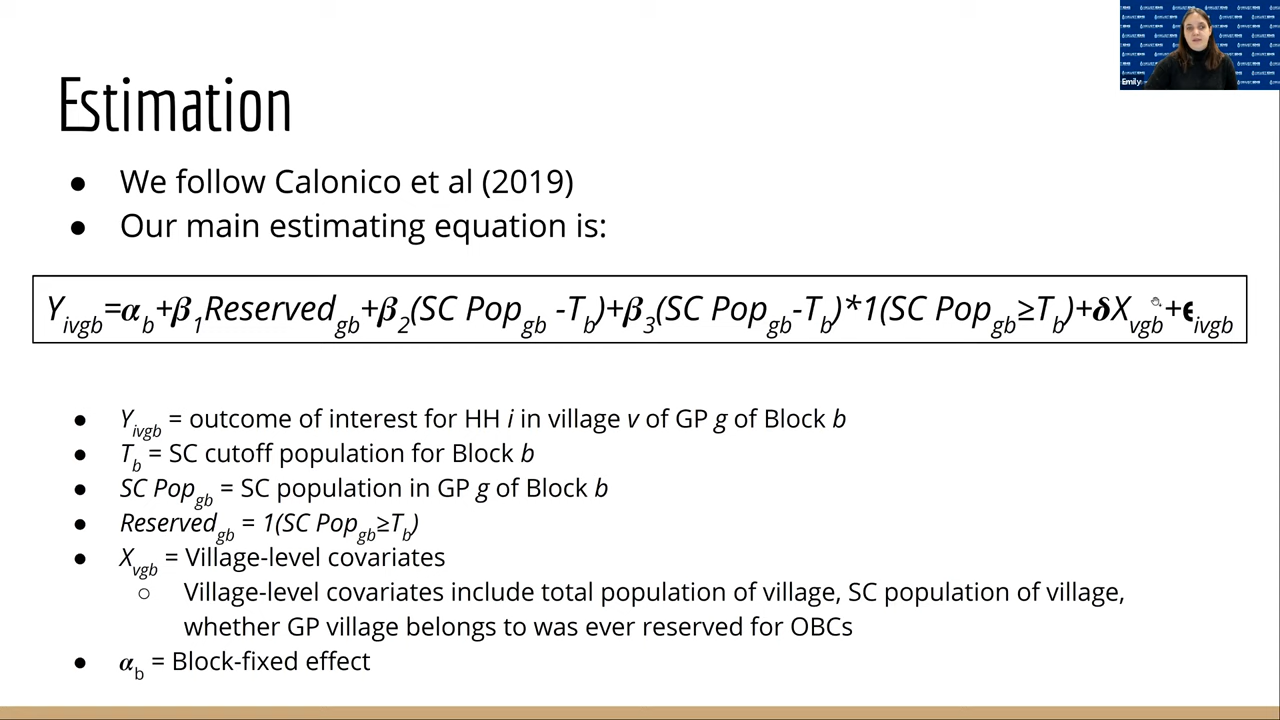 Estimation
● We follow Calonico et al (2019)
● Our main estimating equation is:
Y_ivgb=α_b+β_1Reserved_gb+β_2(SC Pop_gb -T_b)+β_3(SC Pop_gb-T_b)*1(SC Pop_gb≥T_b)+δX_vgb+ϵ_ivgb
● Y_ivgb = outcome of interest for HH i in village v of GP g of Block b
● T_b = SC cutoff population for Block b
● SC Pop_gb = SC population in GP g of Block b
● Reserved_gb = 1(SC Pop_gb≥T_b)
● X_vgb = Village-level covariates
○ Village-level covariates include total population of village, SC population of village,
whether GP village belongs to was ever reserved for OBCs
● α_b = Block-fixed effect
Emily